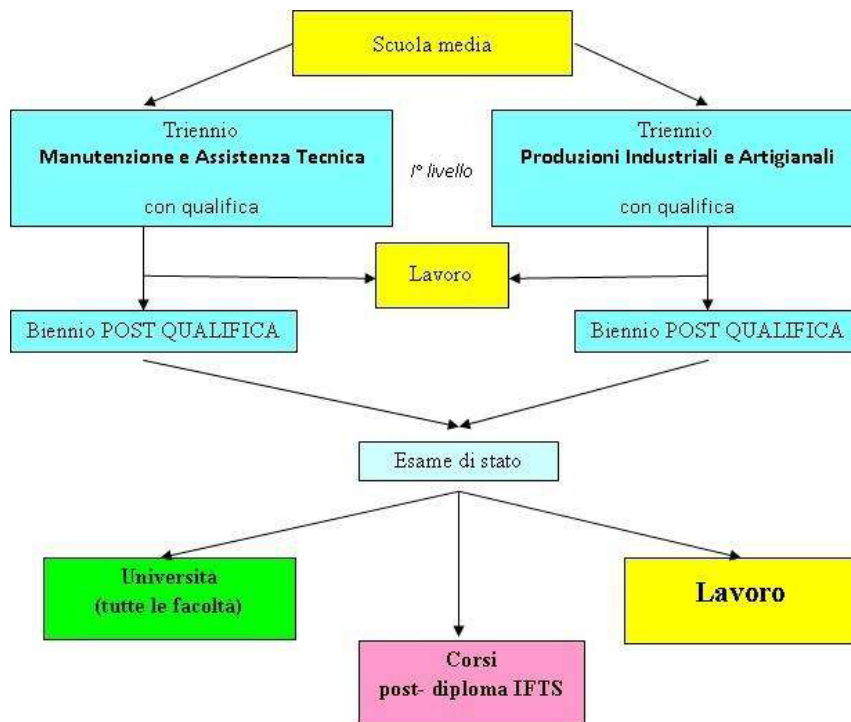 Scuola media
Triennio
Manutenzione e Assistenza Tecnica
con qualifica
I° livello
Triennio
Produzioni Industriali e Artigianali
con qualifica
Lavoro
Biennio POST QUALIFICA
Biennio POST QUALIFICA
Esame di stato
Università
(tutte le facoltà)
Lavoro
Corsi
post- diploma IFTS